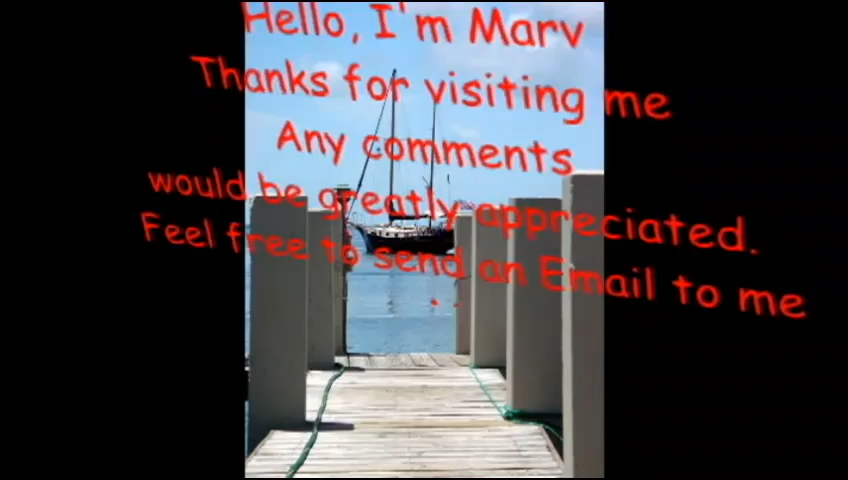 Hello, I'm Marv
Thanks for visiting me
Any comments
would be greatly appreciated.
Feel free to send an Email to me